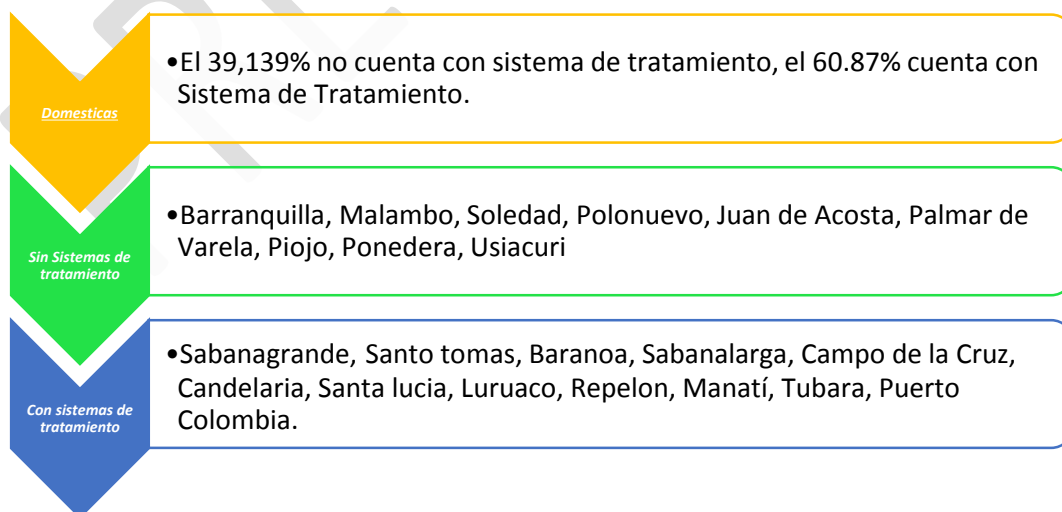 Domesticas
•El 39,139% no cuenta con sistema de tratamiento, el 60.87% cuenta con
Sistema de Tratamiento.
Sin Sistemas de
tratamiento
•Barranquilla, Malambo, Soledad, Polonuevo, Juan de Acosta, Palmar de
Varela, Piojo, Ponedera, Usiacuri
Con sistemas de
tratamiento
•Sabanagrande, Santo tomas, Baranoa, Sabanalarga, Campo de la Cruz,
Candelaria, Santa lucia, Luruaco, Repelon, Manatí, Tubara, Puerto
Colombia.